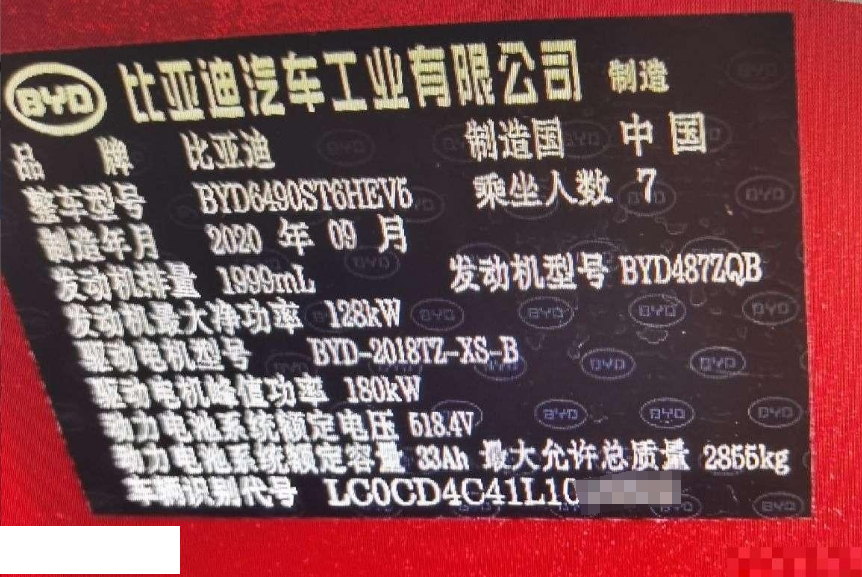 BYD 比亚迪汽车工业有限公司 制造
品 牌 比亚迪 制造国 中国
整车型号 BYD6490ST6HEV5 乘坐人数 7
制造年月 2020 年 09 月
发动机排量 1999mL 发动机型号 BYD487ZQB
发动机最大净功率 128kW
驱动电机型号 BYD-2018TZ-XS-B
驱动电机峰值功率 180kW
动力电池系统额定电压 518.4V
动力电池系统额定容量 33Ah 最大允许总质量 2855kg
车辆识别代号 LC0CD4C41L10